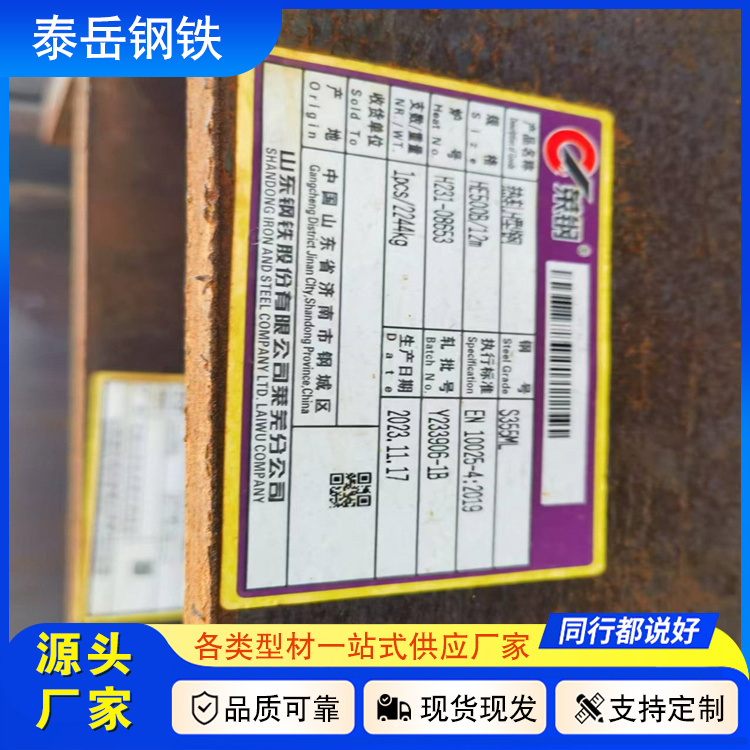 泰岳钢铁
莱钢
产品名称 热轧H型钢
钢 号 S355ML
Steel Grade
规 格 HE500B/12m
Size
执行标准 EN 10025-4:2019
Specification
炉 号 H231-08653
Heat No.
轧 批 号 Y233906-1B
Batch No.
支数/重量 1pcs/2244kg
NR./WT.
生产日期 2023.11.17
Date
收货单位
Sold To
产 地 中国山东省济南市钢城区
Origin Gangcheng District Jinan City,Shandong Province,China
山东钢铁股份有限公司莱芜分公司
SHANDONG IRON AND STEEL COMPANY LTD. LAIWU COMPANY
源头
厂家
各类型材一站式供应厂家
同行都说好
品质可靠
现货现发
支持定制